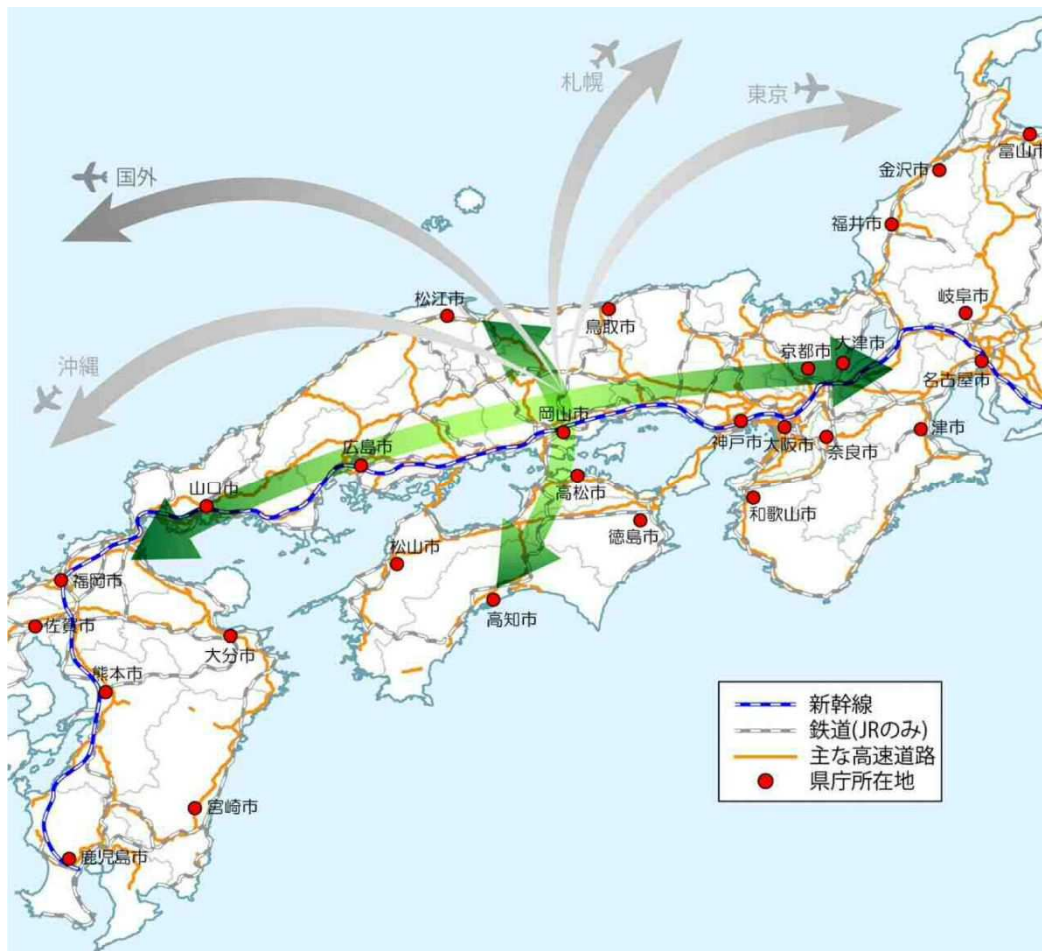 札幌
東京
国外
沖縄
富山市
金沢市
福井市
岐阜市
松江市
鳥取市
京都市
大津市
名古屋市
岡山市
神戸市
大阪市
奈良市
津市
広島市
山口市
高松市
和歌山市
徳島市
松山市
福岡市
高知市
佐賀市
大分市
熊本市
宮崎市
鹿児島市
新幹線
鉄道(JRのみ)
主な高速道路
県庁所在地